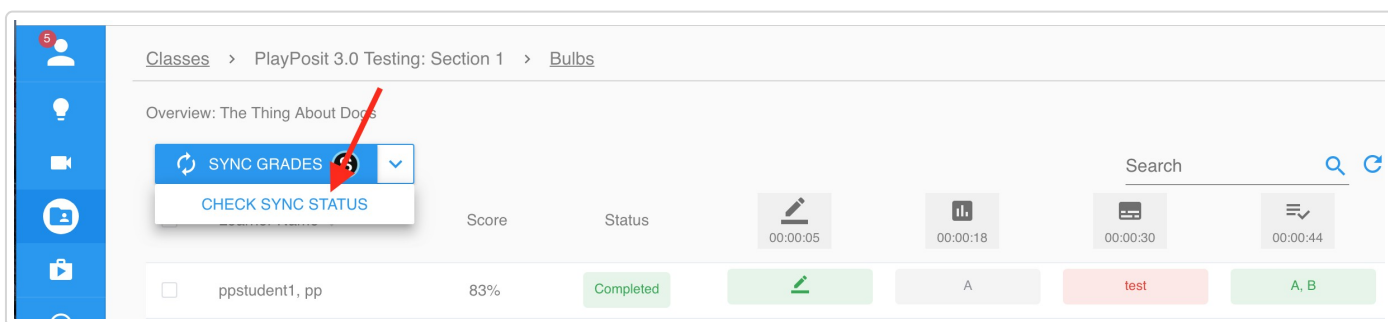 5
Classes > PlayPosit 3.0 Testing: Section 1 > Bulbs
Overview: The Thing About Dogs
SYNC GRADES
Search
CHECK SYNC STATUS
Score Status 00:00:05 00:00:18 00:00:30 00:00:44
ppstudent1, pp 83% Completed A test A, B